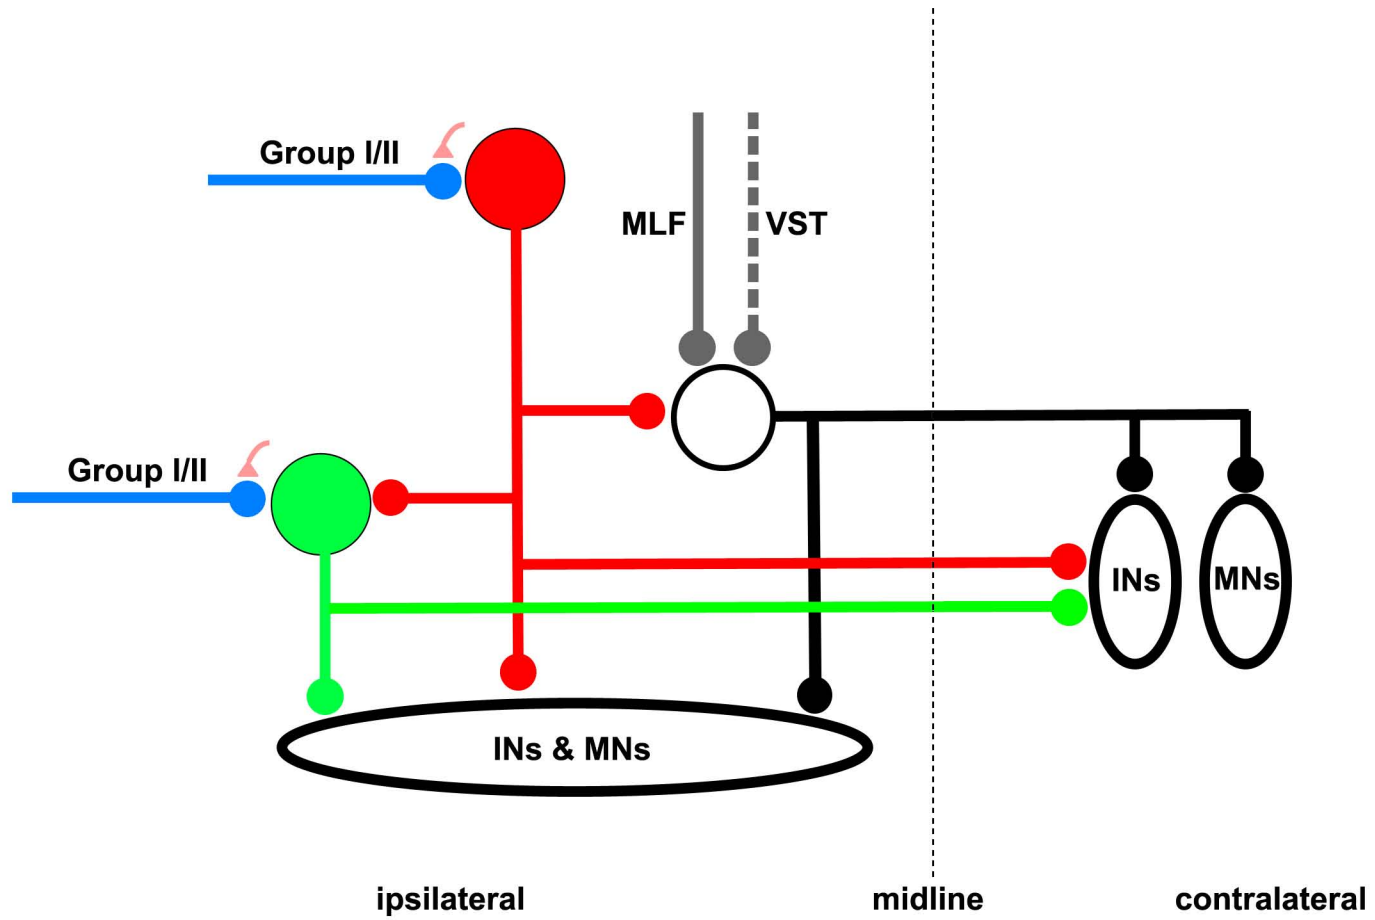 Group I/II
MLF
VST
Group I/II
INs
MNs
INs & MNs
ipsilateral
midline
contralateral